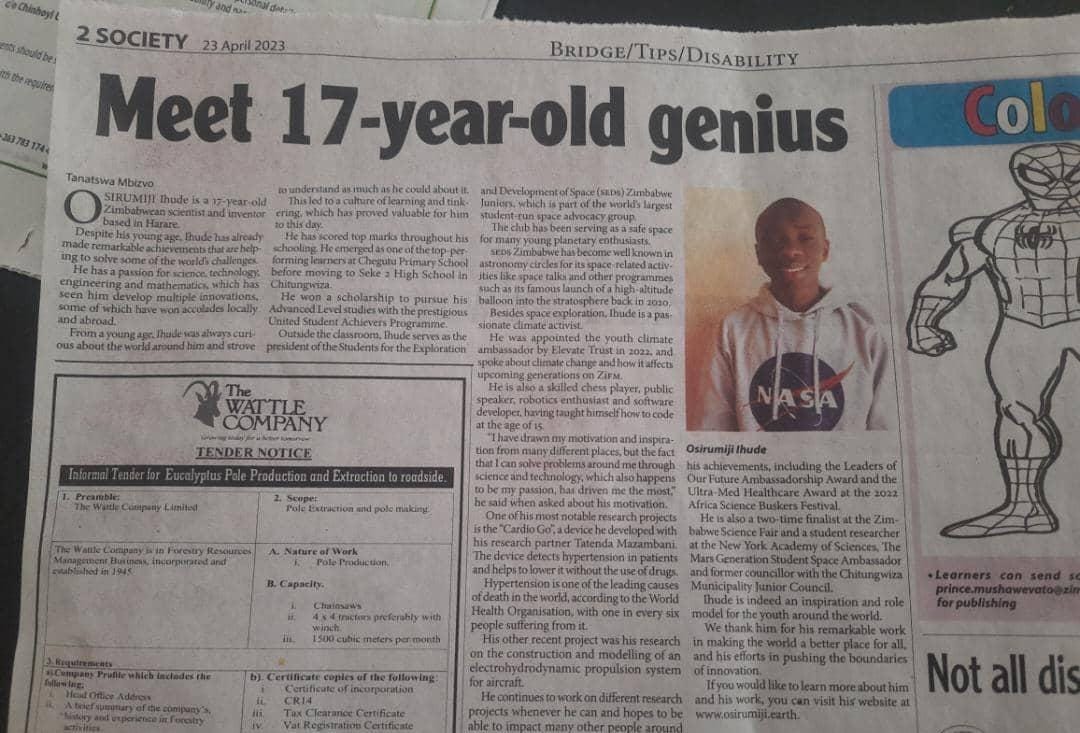 c/o Chinhoyi
2 SOCIETY 23 April 2023
BRIDGE/TIPS/DISABILITY
Meet 17-year-old genius
Tanatswa Mbizvo
OSIRUMIJI Ihude is a 17-year-old
Zimbabwean scientist and inventor
based in Harare.
Despite his young age, Ihude has already
made remarkable achievements that are help-
ing to solve some of the world's challenges.
He has a passion for science, technology,
engineering and mathematics, which has
seen him develop multiple innovations,
some of which have won accolades locally
and abroad.
From a young age, Ihude was always curi-
ous about the world around him and strove
to understand as much as he could about it.
This led to a culture of learning and tink-
ering, which has proved valuable for him
to this day.
He has scored top marks throughout his
schooling. He emerged as one of the top-per-
forming learners at Chegutu Primary School
before moving to Seke 2 High School in
Chitungwiza.
He won a scholarship to pursue his
Advanced Level studies with the prestigious
United Student Achievers Programme.
Outside the classroom, Ihude serves as the
president of the Students for the Exploration
and Development of Space (SEDS) Zimbabwe
Juniors, which is part of the world's largest
student-run space advocacy group.
The club has been serving as a safe space
for many young planetary enthusiasts.
SEDS Zimbabwe has become well known in
astronomy circles for its space-related activ-
ities like space talks and other programmes
such as its famous launch of a high-altitude
balloon into the stratosphere back in 2020.
Besides space exploration, Ihude is a pas-
sionate climate activist.
He was appointed the youth climate
ambassador by Elevate Trust in 2022, and
spoke about climate change and how it affects
upcoming generations on ZiFM.
He is also a skilled chess player, public
speaker, robotics enthusiast and software
developer, having taught himself how to code
at the age of 15.
"I have drawn my motivation and inspira-
tion from many different places, but the fact
that I can solve problems around me through
science and technology, which also happens
to be my passion, has driven me the most,"
he said when asked about his motivation.
One of his most notable research projects
is the "Cardio Go", a device he developed with
his research partner Tatenda Mazambani.
The device detects hypertension in patients
and helps to lower it without the use of drugs.
Hypertension is one of the leading causes
of death in the world, according to the World
Health Organisation, with one in every six
people suffering from it.
His other recent project was his research
on the construction and modelling of an
electrohydrodynamic propulsion system
for aircraft.
He continues to work on different research
projects whenever he can and hopes to be
able to impact many other people around
NASA
Osirumiji Ihude
his achievements, including the Leaders of
Our Future Ambassadorship Award and the
Ultra-Med Healthcare Award at the 2022
Africa Science Buskers Festival.
He is also a two-time finalist at the Zim-
babwe Science Fair and a student researcher
at the New York Academy of Sciences, The
Mars Generation Student Space Ambassador
and former councillor with the Chitungwiza
Municipality Junior Council.
Ihude is indeed an inspiration and role
model for the youth around the world.
We thank him for his remarkable work
in making the world a better place for all,
and his efforts in pushing the boundaries
of innovation.
If you would like to learn more about him
and his work, you can visit his website at
www.osirumiji.earth.
The
WATTLE
COMPANY
Growing today for a better tomorrow
TENDER NOTICE
Informal Tender for Eucalyptus Pole Production and Extraction to roadside.
1. Preamble:
The Wattle Company Limited
2. Scope:
Pole Extraction and pole making.
The Wattle Company is in Forestry Resources
Management Business, incorporated and
established in 1945.
A. Nature of Work
i. Pole Production.
B. Capacity.
i. Chainsaws
ii. 4 x 4 tractors preferably with
winch.
iii. 1500 cubic meters per month
3. Requirements
a) Company Profile which includes the
following;
i. Head Office Address
ii. A brief summary of the company's,
history and experience in Forestry
activities.
b). Certificate copies of the following:
i. Certificate of incorporation
ii. CR14
iii. Tax Clearance Certificate
iv. Vat Registration Certificate
Colo
• Learners can send
prince.mushawevato@zim
for publishing
Not all dis